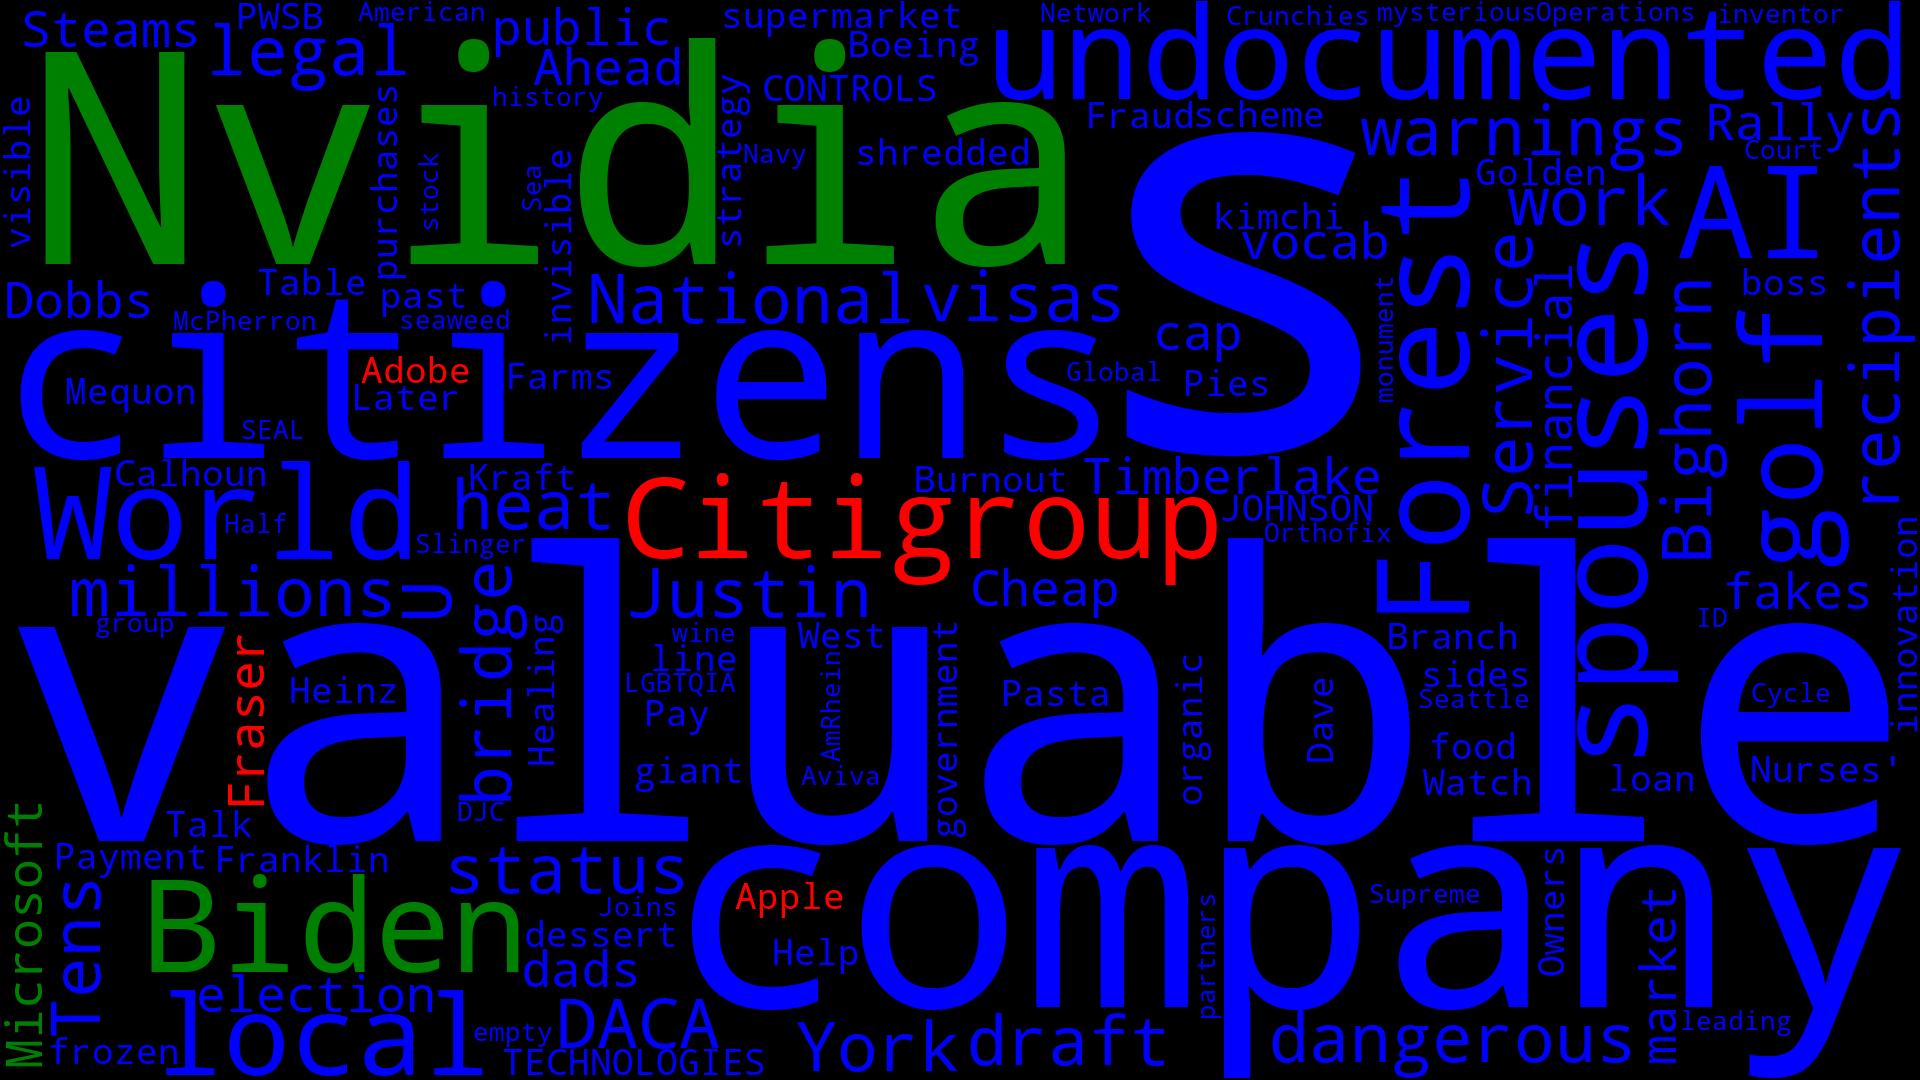 Steams
PWSB
American
public
supermarket
Network
Crunchies
mysterious
Operations
inventor
legal
Ahead
Boeing
undocumented
history
CONTROLS
Nvidia
visible
purchases
stock
Sea
invisible
strategy
Navy
shredded
Fraudscheme
warnings
Rally
Court
recipients
S
Golden
work
AI
kimchi
vocab
Forest
Dobbs
Table
past
National
visas
McPherron
seaweed
citizens
cap
monument
Service
financial
spouses
Bighorn
boss
golf
Adobe
Later
Farms
Global
Pies
Mequon
SEAL
World
Calhoun
Half
Kraft
heat
Slinger
Citigroup
Burnout
Timberlake
JOHNSON
Orthofix
millions
U
group
bridge
Justin
Cheap
fakes
ID
innovation
valuable
Fraser
Heinz
Healing
wine
line
LGBTQIA
Pay
giant
West
AmRhein
Aviva
government
Pasta
organic
Dave
Branch
sides
Seattle
food
Watch
loan
Cycle
Nurses'
DJC
Microsoft
Talk
Payment
Franklin
status
company
Tens
Biden
Joins
dessert
Apple
Help
dads
partners
Supreme
Owners
market
leading
election
local
frozen
empty
DACA
TECHNOLOGIES
York
draft
dangerous